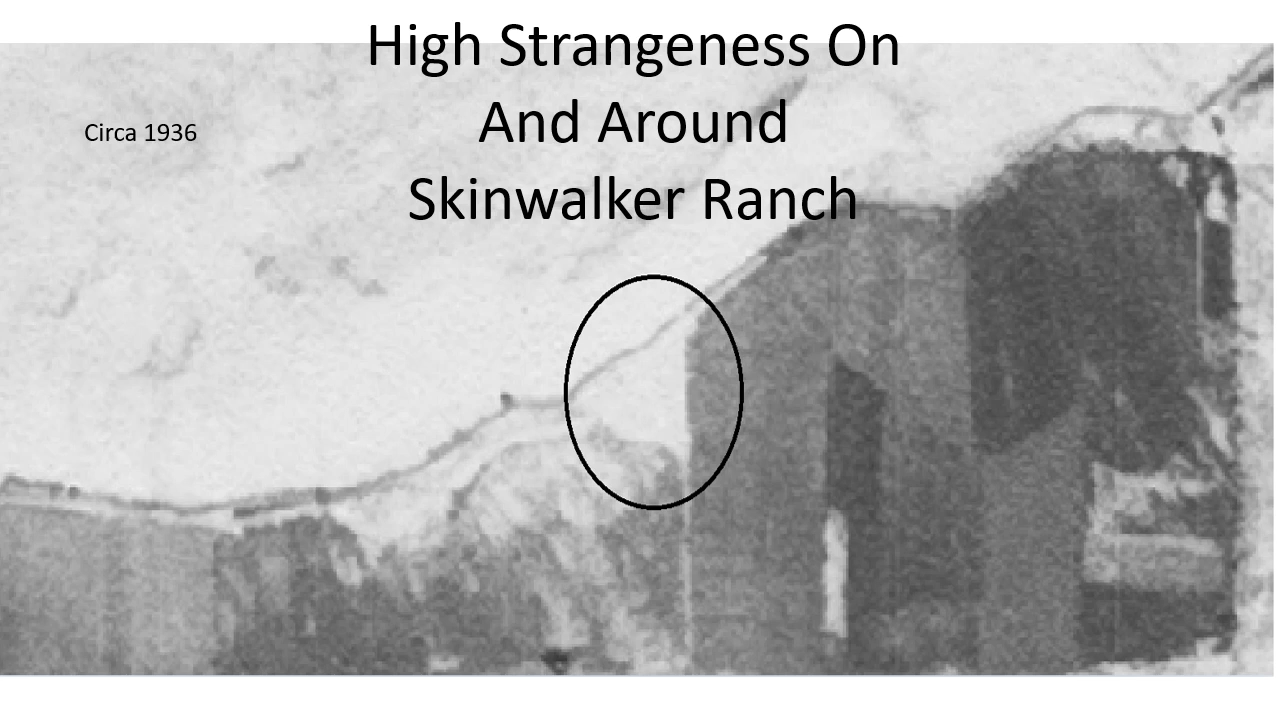 High Strangeness On
And Around
Skinwalker Ranch
Circa 1936